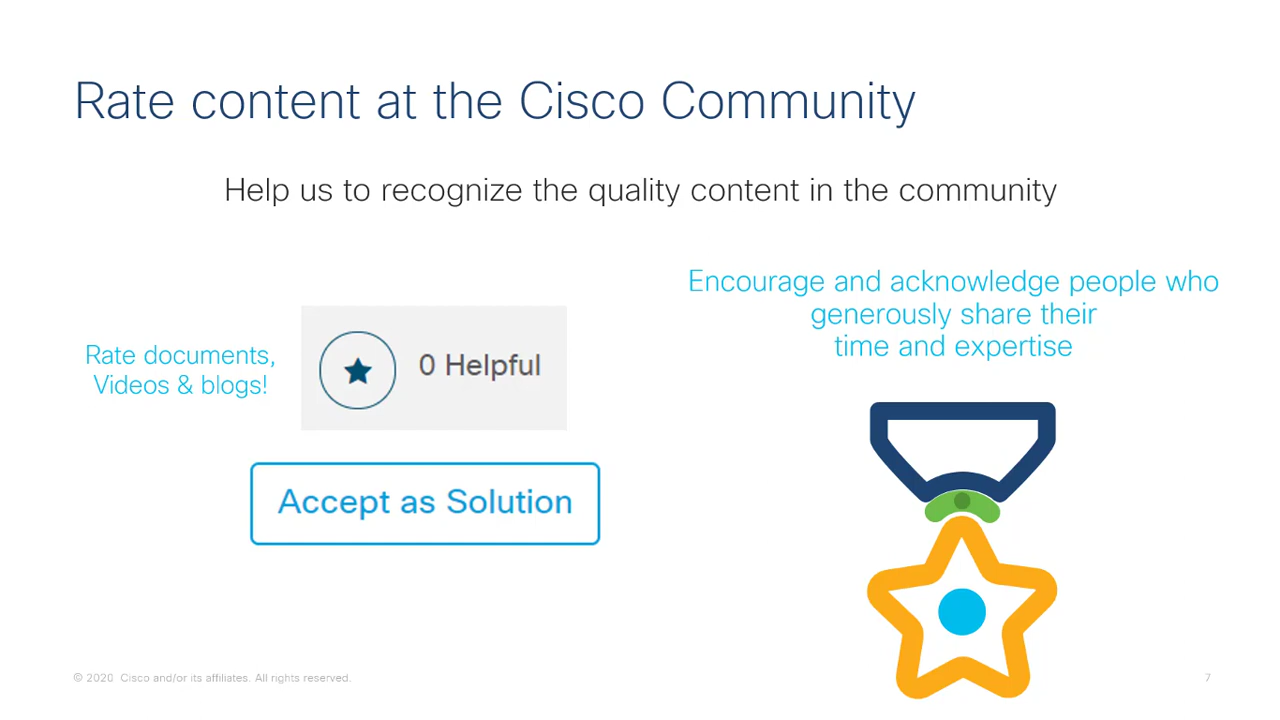 Rate content at the Cisco Community
Help us to recognize the quality content in the community
Rate documents,
Videos & blogs!
0 Helpful
Accept as Solution
Encourage and acknowledge people who
generously share their
time and expertise
© 2020 Cisco and/or its affiliates. All rights reserved.
7